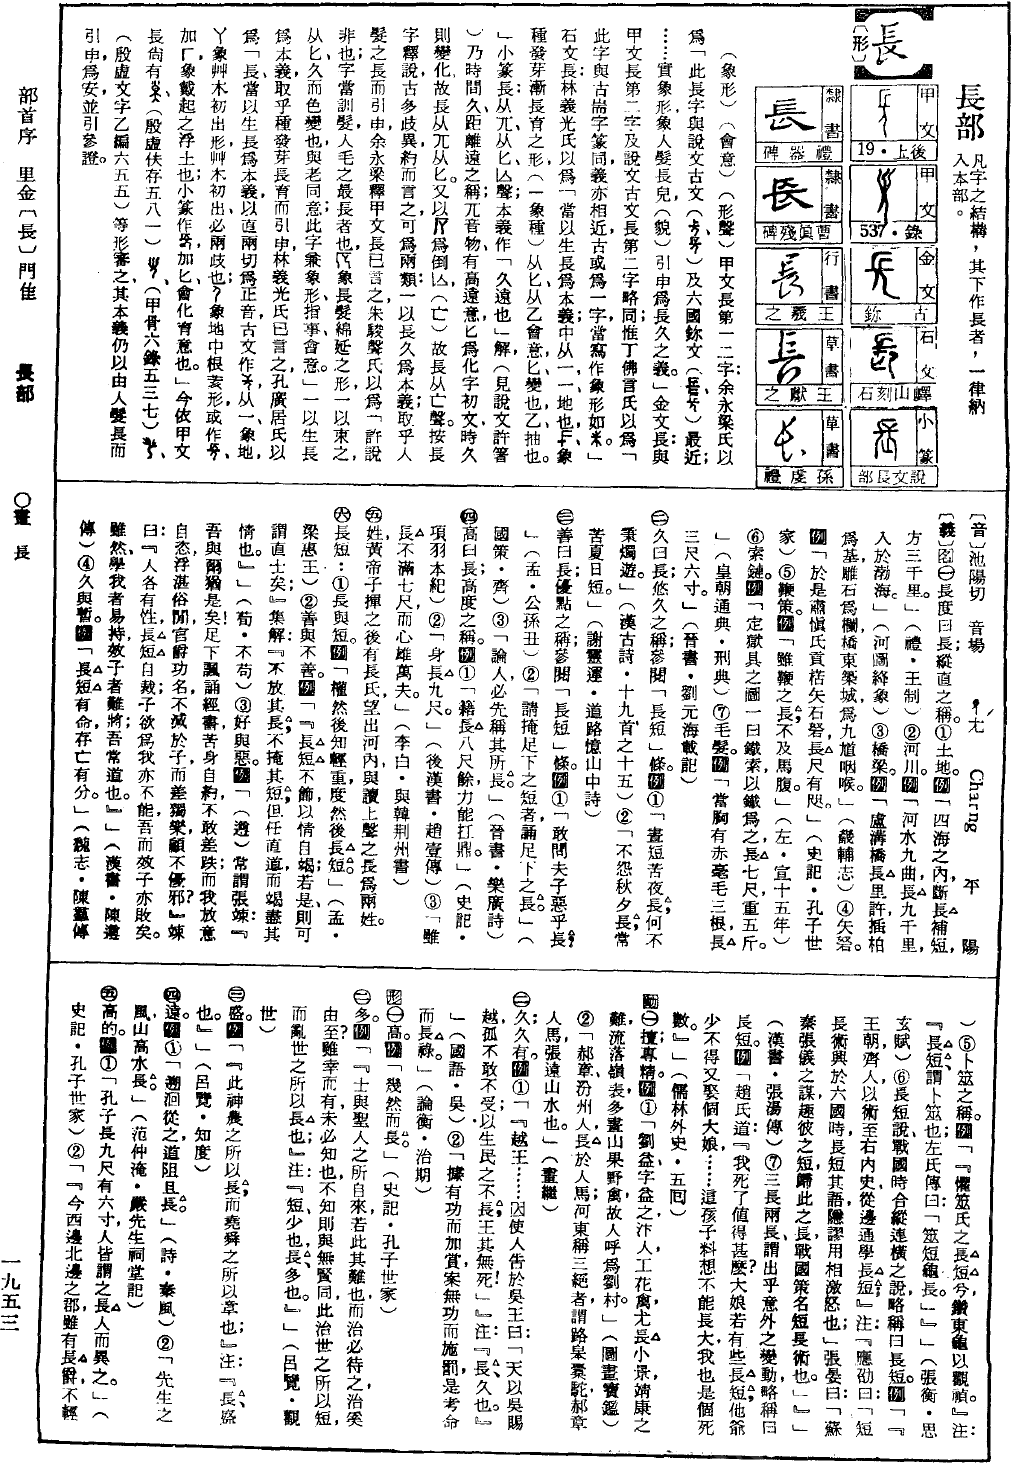 長
〔形〕
長部 凡字之結構，其下作長者，一律納
入本部。
甲文 後上・19
甲文 錄・537
金文 古鉨
石文 嶧山刻石
小篆 說文長部
隸書 禮器碑
隸書 曹真殘碑
行書 王羲之
草書 王獻之
草書 孫虔禮
（象形）（會意）（形聲）甲文長第一二字：余永梁氏以
爲「此長字與說文古文（）及六國鉨文（）最近；
……實象形象人髮長皃（貌）引申爲長久之義」金文長與
甲文長第二字及說文古文長第二字略同；惟丁佛言氏以爲「
此字與古耑字篆同義亦相近，古或爲一字，當寫作象形如。」
石文長：林義光氏以爲「當以生長爲本義；中从一一，地也，象
種發芽漸長育之形（一象種）从匕从乙會意匕變也，乙抽也。
」小篆長从兀从匕亾聲本義作「久遠也」解（見說文許箸
）乃時間久距離遠之稱兀音物，有高遠意，匕爲化字初文時久
則變化故長从兀从匕又以爲倒亾（亡）故長从亡聲按長
字釋說古多歧異約而言之可爲兩類：一以長久爲本義取乎人
髮之長而引申，余永梁釋甲文長已言之朱駿聲氏以爲「許說
非也，字當訓髮人毛之最長者也，象長髮綿延之形，一以束之，
从匕久而色變也，與老同意此字兼象形指事會意。」一以生長
爲本義取乎種發芽長育而引申，林義光氏已言之孔廣居氏以
爲「長當以生長爲本義以直兩切爲正音古文作从一，象地，
丫象艸木初出形艸木初出，必兩歧也？象地中根荄形或作，
加厂象戴起之浮土也；小篆作加匕，會化育意也。」今依甲文
長尙有（殷虛佚存五八一）（甲骨六錄五三七）、
（殷虛文字乙編六五五）等形審之其本義仍以由人髮長而
引申爲安，並引參證。
〔音〕池陽切 音場 ㄔㄤ Charng 平 陽
〔義〕名㊀長度曰長，縱直之稱。①土地。例「四海之內斷長補短，
方三千里。」（禮・王制）②河川。例「河水九曲長九千里，
入於渤海。」（河圖絳象）③橋梁。例「盧溝橋長里許，插柏
爲基雕石爲欄橋東築城，爲九逵咽喉。」（畿輔志）④矢砮。
例「於是肅愼氏貢楛矢石砮，長尺有咫。」（史記・孔子世
家）⑤鞭策。例「雖鞭之長，不及馬腹。」（左・宣十五年）
⑥索鏈。例「定獄具之圖一曰鐵索以鐵爲之，長七尺，重五斤。
」（皇朝通典・刑典）⑦毛髮。例「當胸有赤毫毛三根，長
三尺六寸。」（晉書・劉元海載記）
㊁久曰長，悠久之稱，參閱「長短」條。例①「晝短苦夜長，何不
秉燭遊。」（漢古詩・十九首之十五）②「不怨秋夕長，常
苦夏日短。」（謝靈運・道路憶山中詩）
㊂善曰長，優點之稱，參閱「長短」條。例①「敢問夫子惡乎長？
」（孟・公孫丑）②「請掩足下之短者，誦足下之長。」（
國策・齊）③「論人必先稱其所長。」（晉書・樂廣詩）
㊃高曰長，高度之稱。例①「籍長八尺餘，力能扛鼎。」（史記・
項羽本紀）②「身長九尺。」（後漢書・趙壹傳）③「雖
長不滿七尺，而心雄萬夫。」（李白・與韓荊州書）
㊄姓，黃帝子揮之後有長氏，望出河內，與讀上聲之長爲兩姓。
㊅長短：①長與短。例「權然後知輕重，度然後長短。」（孟・
梁惠王）②善與不善。例「『長短不飾，以情自竭，若是則可
謂直士矣』集解：『不放其長，不掩其短，但任直道，而竭盡其
情也。』」（荀・不苟）③好與惡。例「（遵）常謂張竦：『
吾與爾猶是矣！足下諷誦經書苦身自約，不敢差跌；而我放意
自恣，浮湛俗閒官爵功名，不減於子，而差獨樂，顧不優邪？』竦
曰：『人各有性，長短自裁，子欲爲我亦不能，吾而效子亦敗矣。
雖然，學我者易持，效子者難將；吾常道也。』」（漢書・陳遵
傳）④久與暫。例「長短有命，存亡有分。」（魏志・陳羣傳
）⑤卜筮之稱。例「『懼筮氏之長短兮，鑽東龜以觀禎』注：
『長短謂卜筮也，左氏傳曰：「筮短龜長。」』」（張衡・思
玄賦）⑥長短說，戰國時合縱連橫之說，略稱曰長短。例「『
王朝齊人以術至右內史從邊通學長短』注：『應劭曰：「短
長術興於六國時長短其語，隱謬用相激怒也」張晏曰：「蘇
秦張儀之謀，趣彼之短，歸此之長，戰國策名短長術也。」』」
（漢書・張湯傳）⑦三長兩短，謂出乎意外之變動略稱曰
長短。例「趙氏道：『我死了值得甚麼？大娘若有些長短，他爺
少不得又娶個大娘……這孩子料想不能長大，我也是個死
數』」（儒林外史・五回）
動㊀擅專精。例①「劉益字益之，汴人，工花禽，尤長小景，靖康之
難，流落嶺表，多畫山果野禽，故人呼爲劉村。」（圖畫寶鑑）
②「郝章，汾州人，長於人馬，河東稱三絕者，謂路皋橐駝，郝章
人馬，張遠山水也。」（畫繼）
㊁久，久有。例①「『越王……因使人告於吳王曰：「天以吳賜
越，孤不敢不受，以生民之不長，王其無死！」』注：『長，久也。』
」（國語・吳）②「據有功而加賞，案無功而施罰，是考命
而長祿。」（論衡・治期）
形㊀高。例「幾然而長。」（史記・孔子世家）
㊁多。例「『士與聖人之所自來，若此其難也，而治必待之，治奚
由至？雖幸而有，未必知也，不知則與無賢同，此治世之所以短，
而亂世之所以長也』注：『短，少也，長，多也。』」（呂覽・觀
世）
㊂盛。例「『此神農之所以長，而堯舜之所以章也』注：『長，盛
也。』」（呂覽・知度）
㊃遠。例①「溯洄從之，道阻且長。」（詩・秦風）②「先生之
風，山高水長。」（范仲淹・嚴先生祠堂記）
㊄高的。例①「孔子長九尺有六寸，人皆謂之長人而異之。」（
史記・孔子世家）②「『今西邊北邊之郡，雖有長爵，不輕
部首序 里金〔長〕門隹 長部 〇畫 長 一九五三